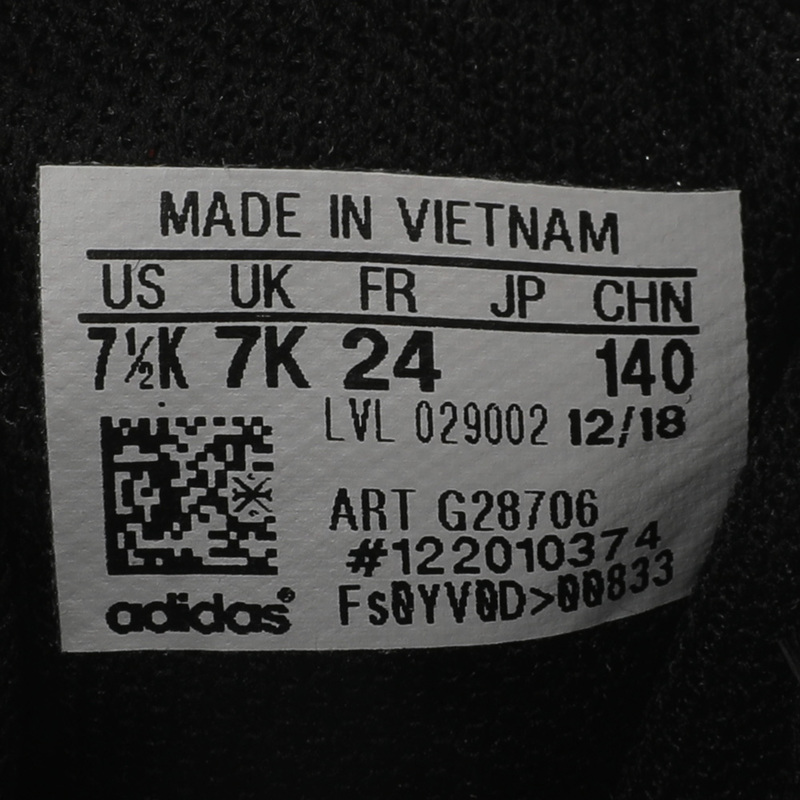 MADE IN VIETNAM
US UK FR JP CHN
7½K 7K 24 140
LVL 029002 12/18
ART G28706
#122010374
Fs0YV0D>00833
adidas®